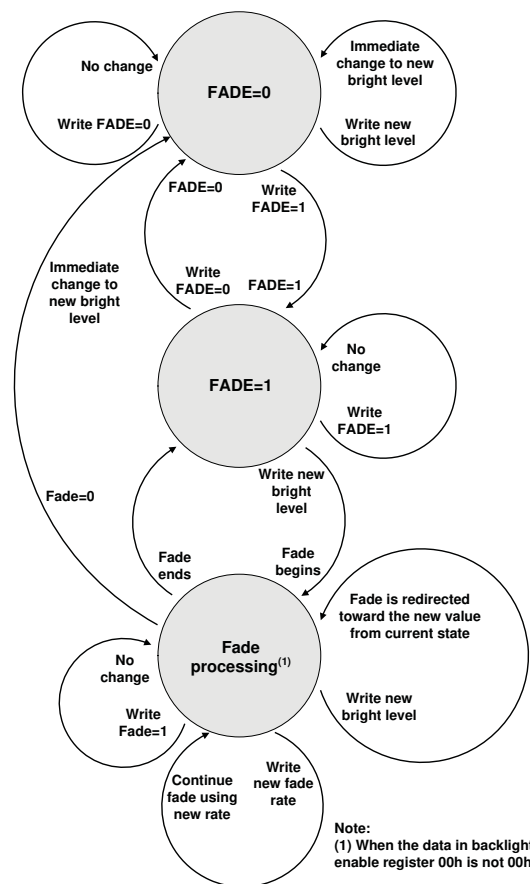 No change
Write FADE=0
FADE=0
Immediate
change to new
bright level
Write new
bright level
FADE=0
Write
FADE=1
Immediate
change to
new bright
level
Write
FADE=0
FADE=1
FADE=1
No
change
Write
FADE=1
Write new
bright
level
Fade=0
Fade
ends
Fade
begins
Fade is redirected
toward the new value
from current state
Fade
processing(1)
No
change
Write
Fade=1
Write new
bright level
Continue
fade using
new rate
Write
new fade
rate
Note:
(1) When the data in backlight
enable register 00h is not 00h